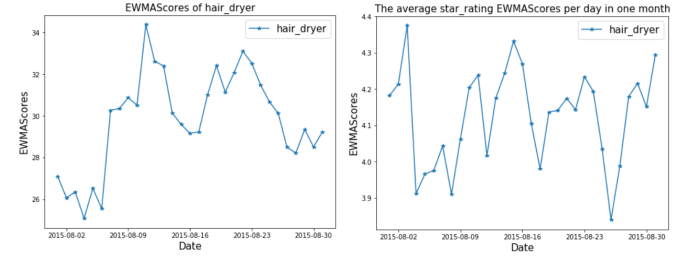 EWMAScores of hair_dryer
hair_dryer
EWMAScores
34
32
30
28
26
2015-08-02 2015-08-09 2015-08-16 2015-08-23 2015-08-30
Date
The average star_rating EWMAScores per day in one month
hair_dryer
EWMAScores
4.4
4.3
4.2
4.1
4.0
3.9
2015-08-02 2015-08-09 2015-08-16 2015-08-23 2015-08-30
Date